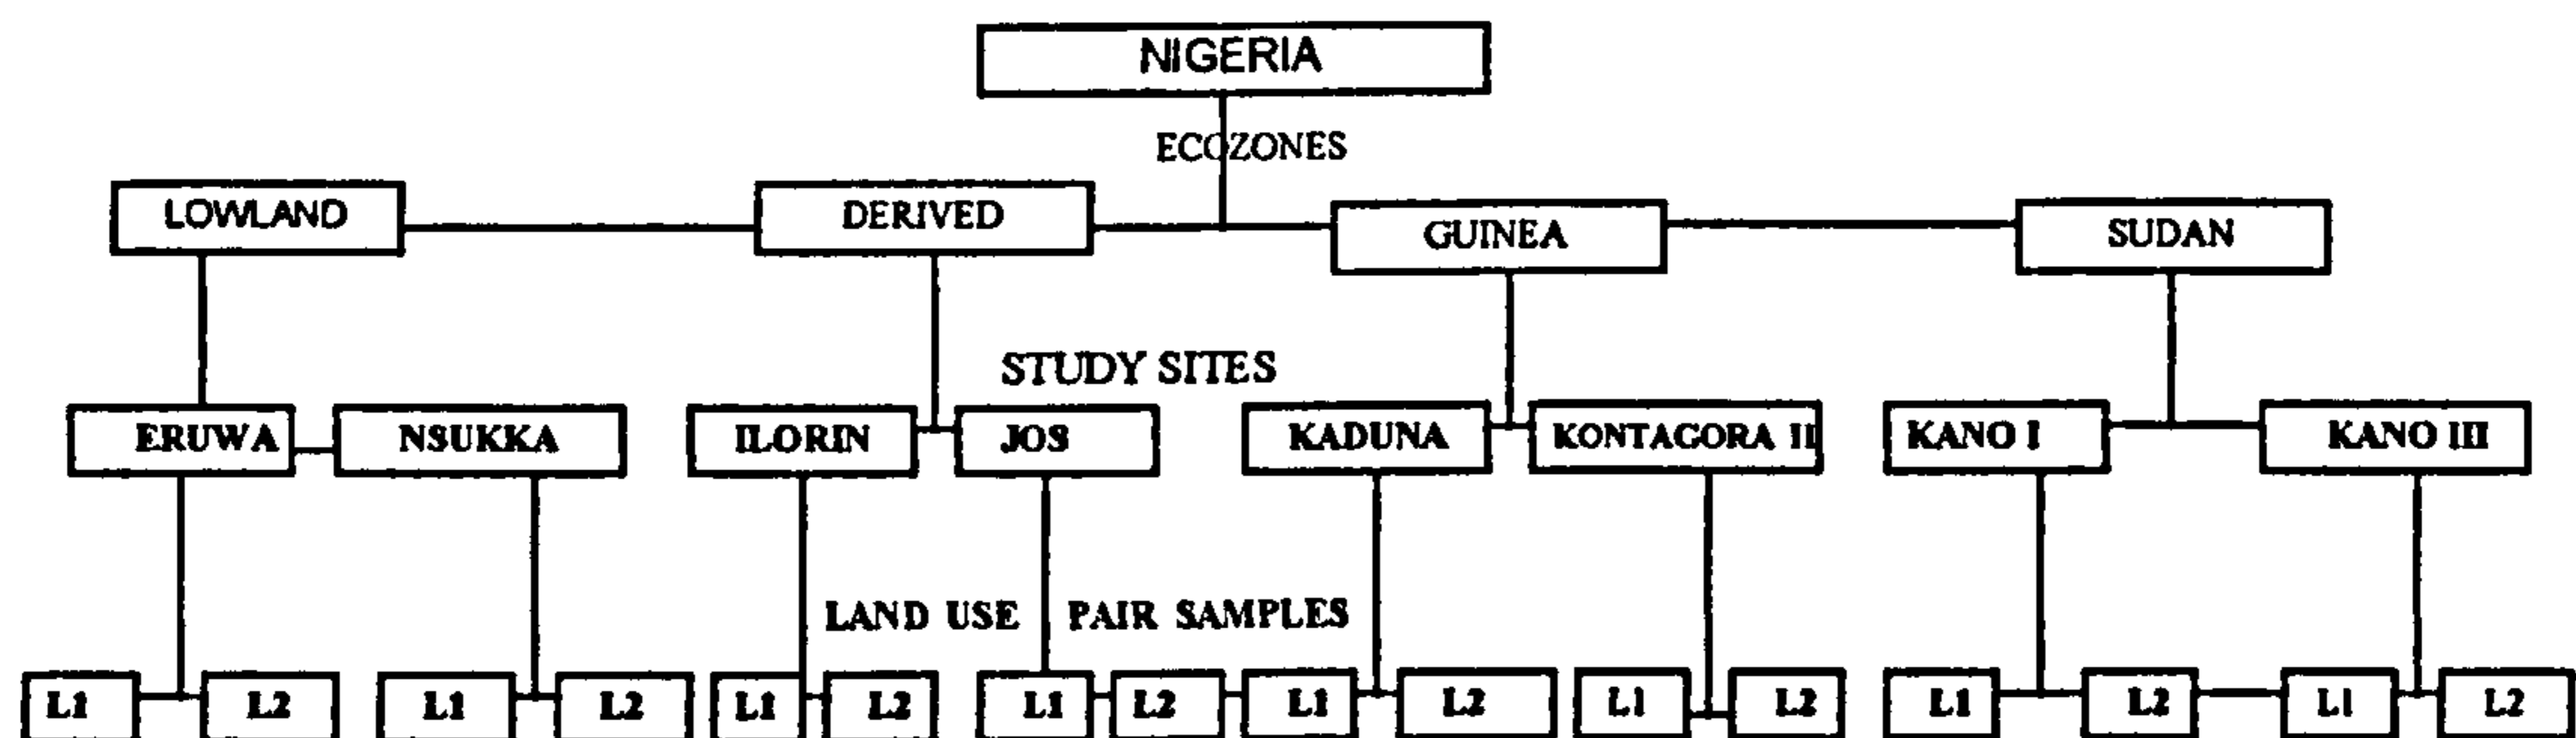 NIGERIA
ECOZONES
LOWLAND DERIVED GUINEA SUDAN
STUDY SITES
ERUWA NSUKKA ILORIN JOS KADUNA KONTAGORA II KANO I KANO III
LAND USE PAIR SAMPLES
L1 L2 L1 L2 L1 L2 L1 L2 L1 L2 L1 L2 L1 L2 L1 L2